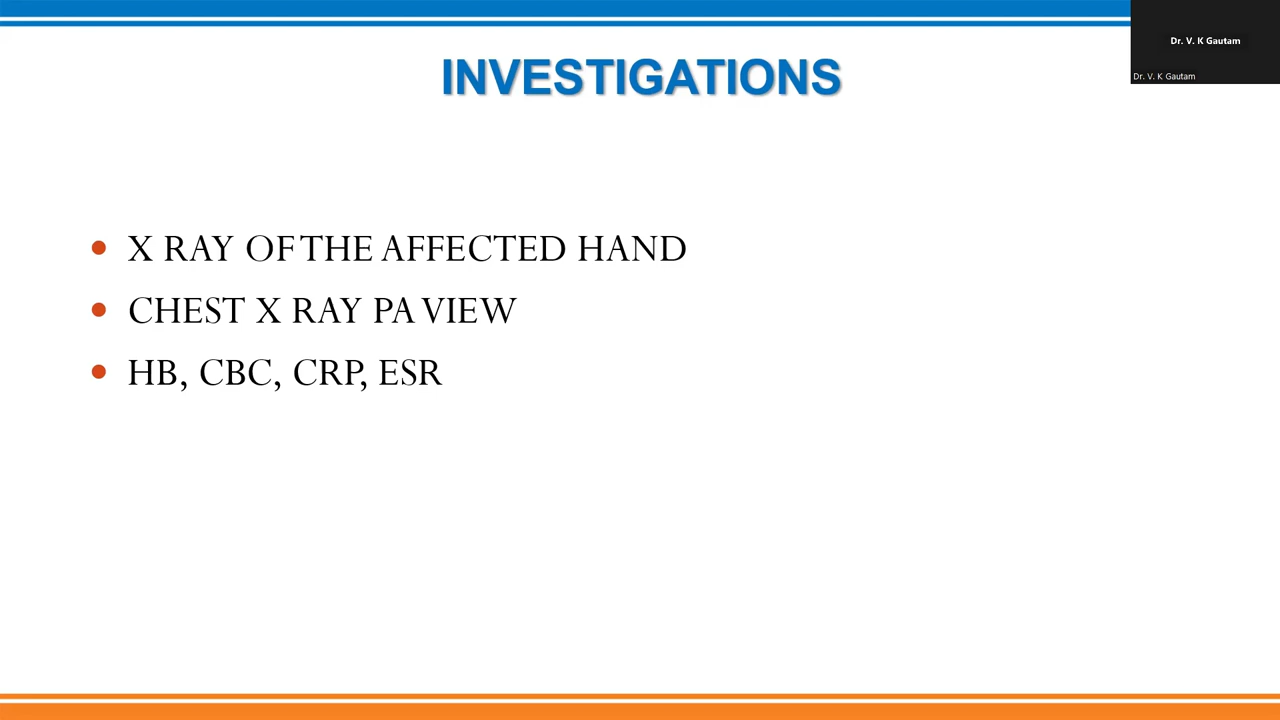 Dr. V. K Gautam
Dr. V. K Gautam
INVESTIGATIONS
• X RAY OF THE AFFECTED HAND
• CHEST X RAY PA VIEW
• HB, CBC, CRP, ESR